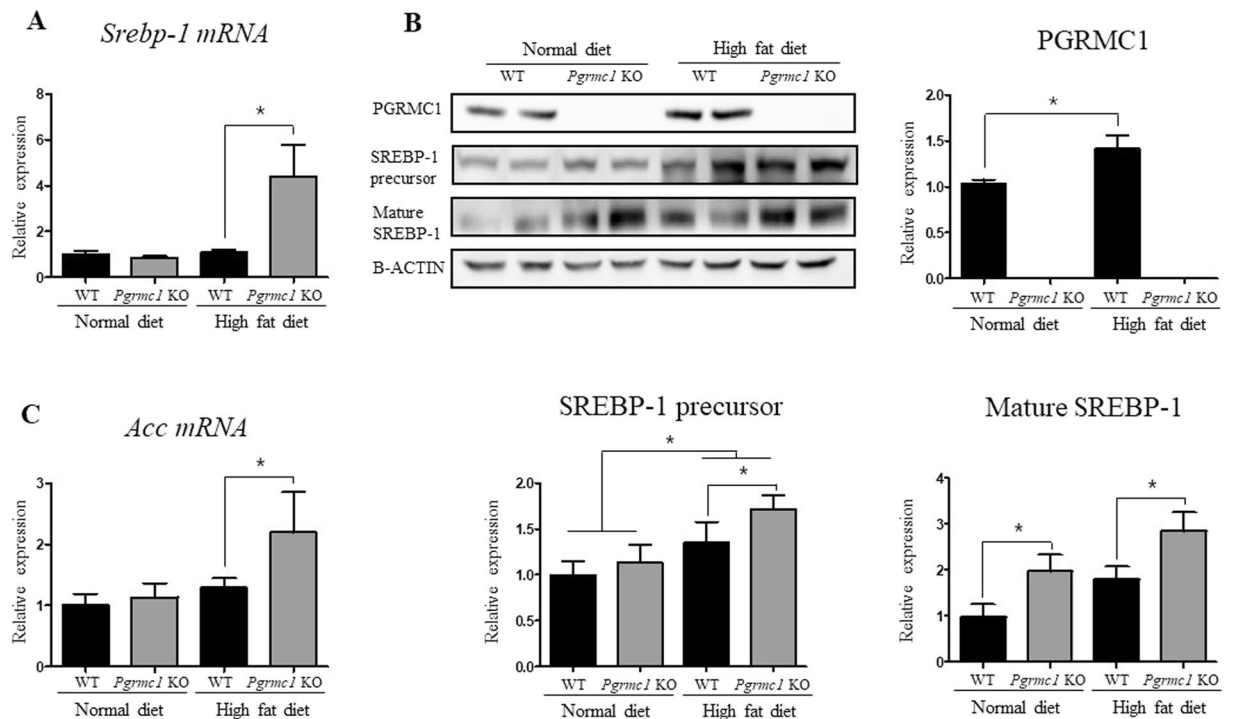 A
Srebp-1 mRNA
Relative expression
8
6
4
2
0
*
WT Pgrmc1 KO WT Pgrmc1 KO
Normal diet High fat diet
B
Normal diet High fat diet
WT Pgrmc1 KO WT Pgrmc1 KO
PGRMC1
SREBP-1
precursor
Mature
SREBP-1
B-ACTIN
PGRMC1
Relative expression
2.0
1.5
1.0
0.5
0.0
*
WT Pgrmc1 KO WT Pgrmc1 KO
Normal diet High fat diet
C
Acc mRNA
Relative expression
3
2
1
0
*
WT Pgrmc1 KO WT Pgrmc1 KO
Normal diet High fat diet
SREBP-1 precursor
Relative expression
2.0
1.5
1.0
0.5
0.0
*
*
WT Pgrmc1 KO WT Pgrmc1 KO
Normal diet High fat diet
Mature SREBP-1
Relative expression
4
3
2
1
0
*
*
WT Pgrmc1 KO WT Pgrmc1 KO
Normal diet High fat diet